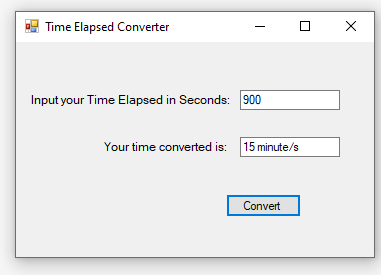 Time Elapsed Converter
Input your Time Elapsed in Seconds: 900
Your time converted is: 15 minute/s
Convert